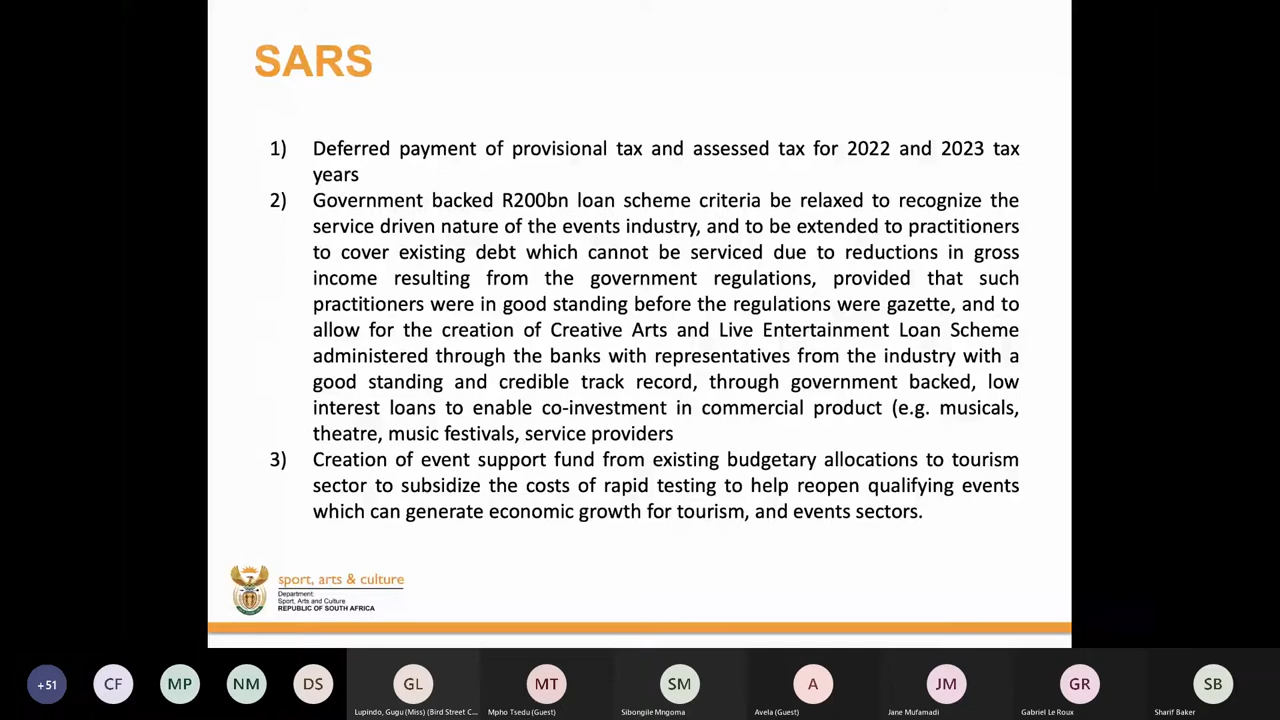 SARS
1) Deferred payment of provisional tax and assessed tax for 2022 and 2023 tax
years
2) Government backed R200bn loan scheme criteria be relaxed to recognize the
service driven nature of the events industry, and to be extended to practitioners
to cover existing debt which cannot be serviced due to reductions in gross
income resulting from the government regulations, provided that such
practitioners were in good standing before the regulations were gazette, and to
allow for the creation of Creative Arts and Live Entertainment Loan Scheme
administered through the banks with representatives from the industry with a
good standing and credible track record, through government backed, low
interest loans to enable co-investment in commercial product (e.g. musicals,
theatre, music festivals, service providers
3) Creation of event support fund from existing budgetary allocations to tourism
sector to subsidize the costs of rapid testing to help reopen qualifying events
which can generate economic growth for tourism, and events sectors.
sport, arts & culture
Department:
Sport, Arts and Culture
REPUBLIC OF SOUTH AFRICA
+51 CF MP NM DS GL MT SM A JM GR SB
Lupindo, Gugu (Miss) (Bird Street C... Mpho Tsedu (Guest) Sibongile Mngoma Avela (Guest) Jane Mufamadi Gabriel Le Roux Sharif Baker